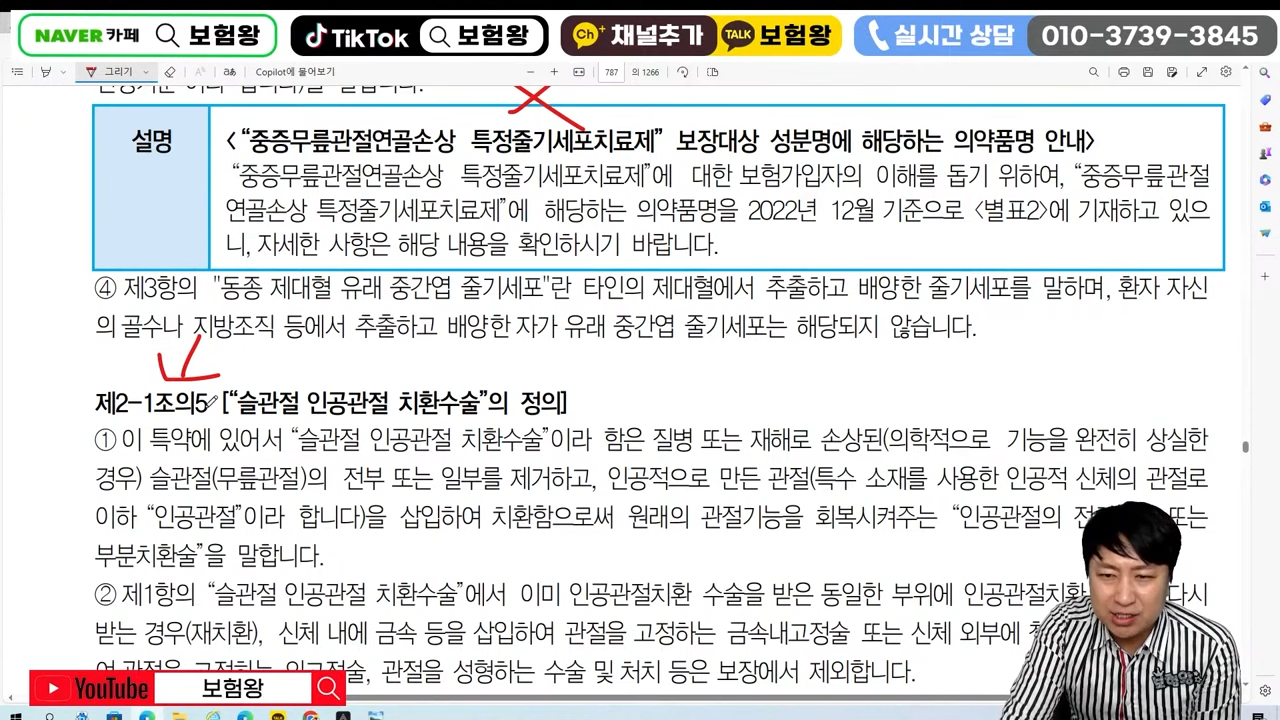 NAVER 카페 보험왕
TikTok 보험왕
Ch+ 채널추가 TALK 보험왕
실시간 상담 010-3739-3845
그리기 Copilot에 물어보기 787 의 1266
설명
<“중증무릎관절연골손상 특정줄기세포치료제” 보장대상 성분명에 해당하는 의약품명 안내>
“중증무릎관절연골손상 특정줄기세포치료제”에 대한 보험가입자의 이해를 돕기 위하여, “중증무릎관절
연골손상 특정줄기세포치료제”에 해당하는 의약품명을 2022년 12월 기준으로 <별표2>에 기재하고 있으
니, 자세한 사항은 해당 내용을 확인하시기 바랍니다.
④ 제3항의 "동종 제대혈 유래 중간엽 줄기세포"란 타인의 제대혈에서 추출하고 배양한 줄기세포를 말하며, 환자 자신
의 골수나 지방조직 등에서 추출하고 배양한 자가 유래 중간엽 줄기세포는 해당되지 않습니다.
제2-1조의5 [“슬관절 인공관절 치환수술”의 정의]
① 이 특약에 있어서 “슬관절 인공관절 치환수술”이라 함은 질병 또는 재해로 손상된(의학적으로 기능을 완전히 상실한
경우) 슬관절(무릎관절)의 전부 또는 일부를 제거하고, 인공적으로 만든 관절(특수 소재를 사용한 인공적 신체의 관절로
이하 “인공관절”이라 합니다)을 삽입하여 치환함으로써 원래의 관절기능을 회복시켜주는 “인공관절의 또는
부분치환술”을 말합니다.
② 제1항의 “슬관절 인공관절 치환수술”에서 이미 인공관절치환 수술을 받은 동일한 부위에 인공관절치환 다시
받는 경우(재치환), 신체 내에 금속 등을 삽입하여 관절을 고정하는 금속내고정술 또는 신체 외부에
관절을 성형하는 수술 및 처치 등은 보장에서 제외합니다.
YouTube 보험왕